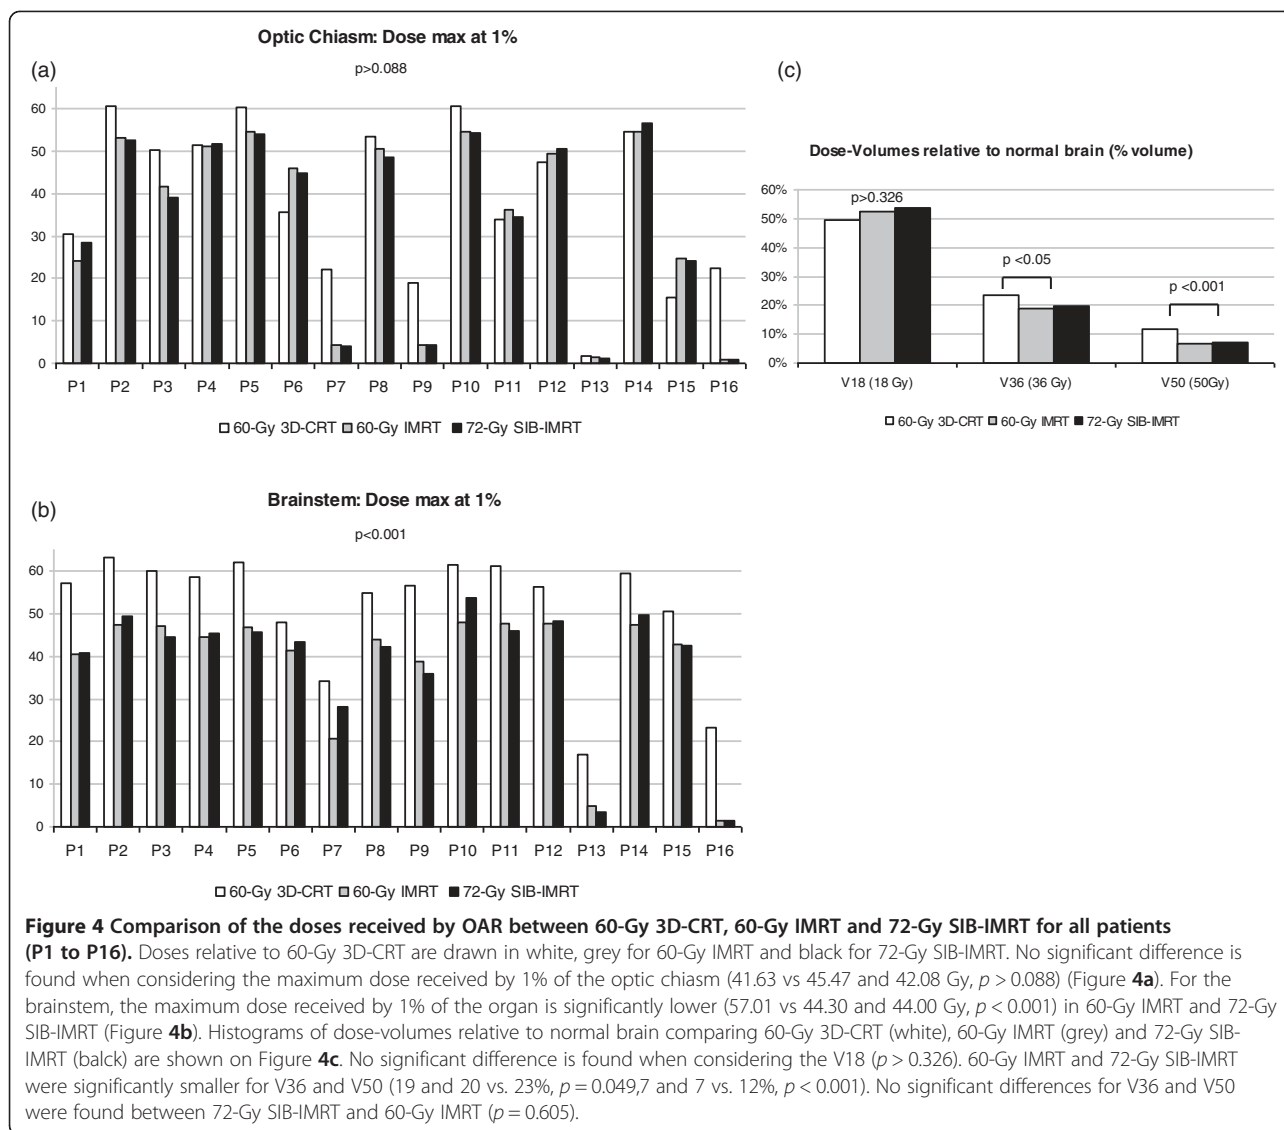 Optic Chiasm: Dose max at 1%
(a)
p>0.088
60
50
40
30
20
10
0
P1 P2 P3 P4 P5 P6 P7 P8 P9 P10 P11 P12 P13 P14 P15 P16
60-Gy 3D-CRT 60-Gy IMRT 72-Gy SIB-IMRT
(c)
Dose-Volumes relative to normal brain (% volume)
60%
50%
40%
30%
20%
10%
0%
p>0.326
p <0.05
p <0.001
V18 (18 Gy) V36 (36 Gy) V50 (50Gy)
60-Gy 3D-CRT 60-Gy IMRT 72-Gy SIB-IMRT
Brainstem: Dose max at 1%
(b)
p<0.001
60
50
40
30
20
10
0
P1 P2 P3 P4 P5 P6 P7 P8 P9 P10 P11 P12 P13 P14 P15 P16
60-Gy 3D-CRT 60-Gy IMRT 72-Gy SIB-IMRT
Figure 4 Comparison of the doses received by OAR between 60-Gy 3D-CRT, 60-Gy IMRT and 72-Gy SIB-IMRT for all patients
(P1 to P16). Doses relative to 60-Gy 3D-CRT are drawn in white, grey for 60-Gy IMRT and black for 72-Gy SIB-IMRT. No significant difference is
found when considering the maximum dose received by 1% of the optic chiasm (41.63 vs 45.47 and 42.08 Gy, p > 0.088) (Figure 4a). For the
brainstem, the maximum dose received by 1% of the organ is significantly lower (57.01 vs 44.30 and 44.00 Gy, p < 0.001) in 60-Gy IMRT and 72-Gy
SIB-IMRT (Figure 4b). Histograms of dose-volumes relative to normal brain comparing 60-Gy 3D-CRT (white), 60-Gy IMRT (grey) and 72-Gy SIB-
IMRT (balck) are shown on Figure 4c. No significant difference is found when considering the V18 (p > 0.326). 60-Gy IMRT and 72-Gy SIB-IMRT
were significantly smaller for V36 and V50 (19 and 20 vs. 23%, p = 0.049,7 and 7 vs. 12%, p < 0.001). No significant differences for V36 and V50
were found between 72-Gy SIB-IMRT and 60-Gy IMRT (p = 0.605).